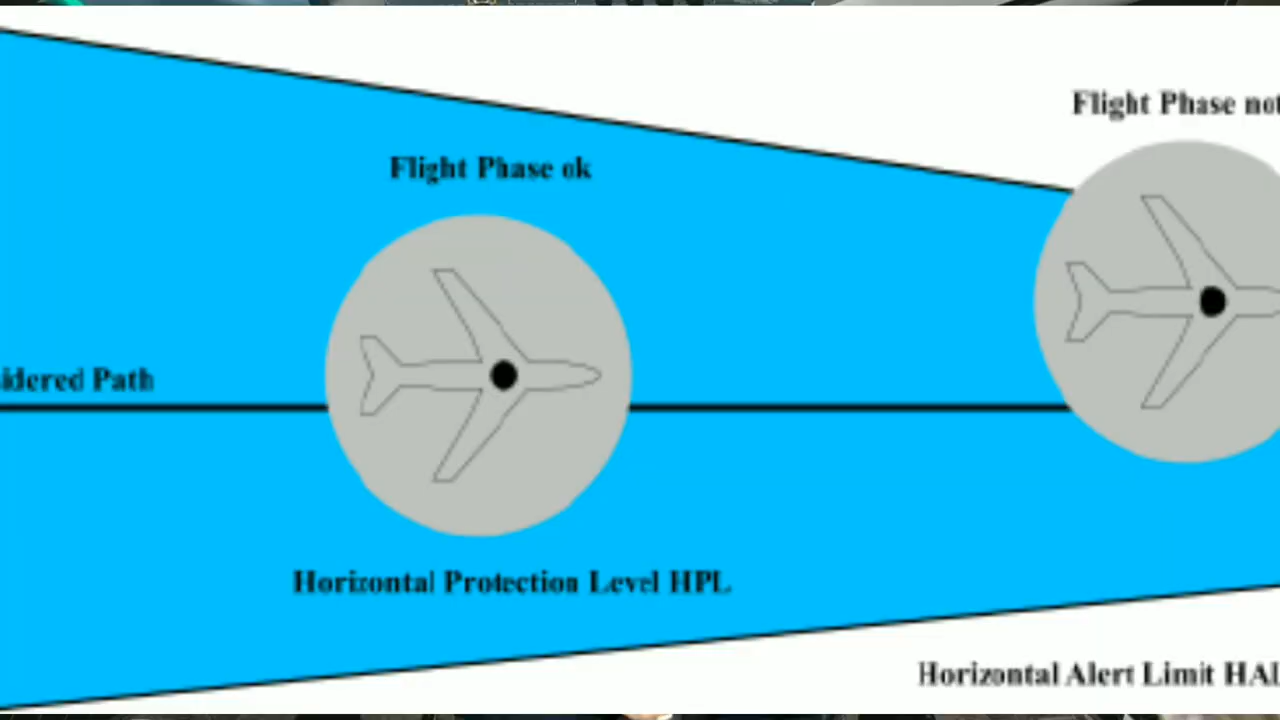 Flight Phase not
Flight Phase ok
idered Path
Horizontal Protection Level HPL
Horizontal Alert Limit HAL